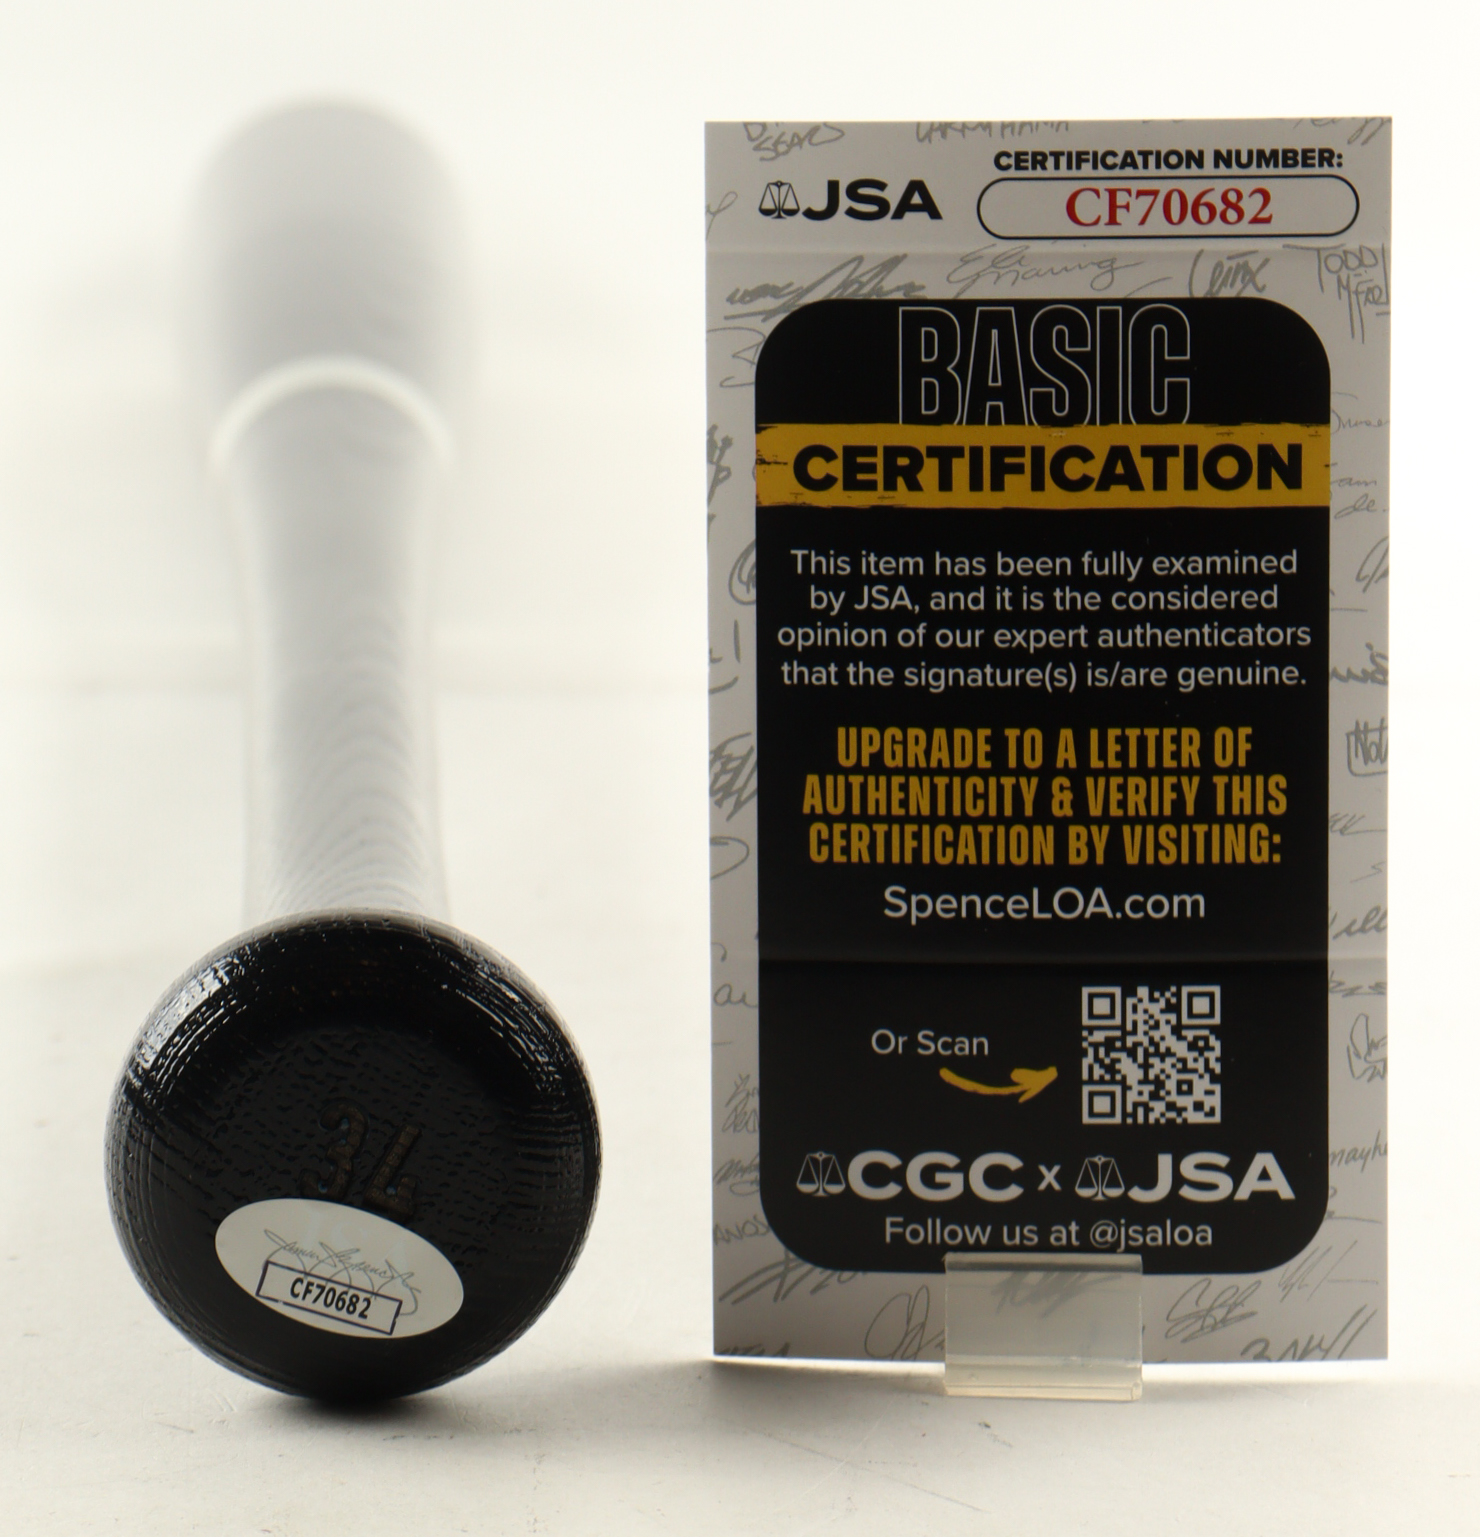 CERTIFICATION NUMBER:
JSA
CF70682
BASIC
CERTIFICATION
This item has been fully examined
by JSA, and it is the considered
opinion of our expert authenticators
that the signature(s) is/are genuine.
UPGRADE TO A LETTER OF
AUTHENTICITY & VERIFY THIS
CERTIFICATION BY VISITING:
SpenceLOA.com
Or Scan
CGC x JSA
Follow us at @jsaloa
34
CF70682